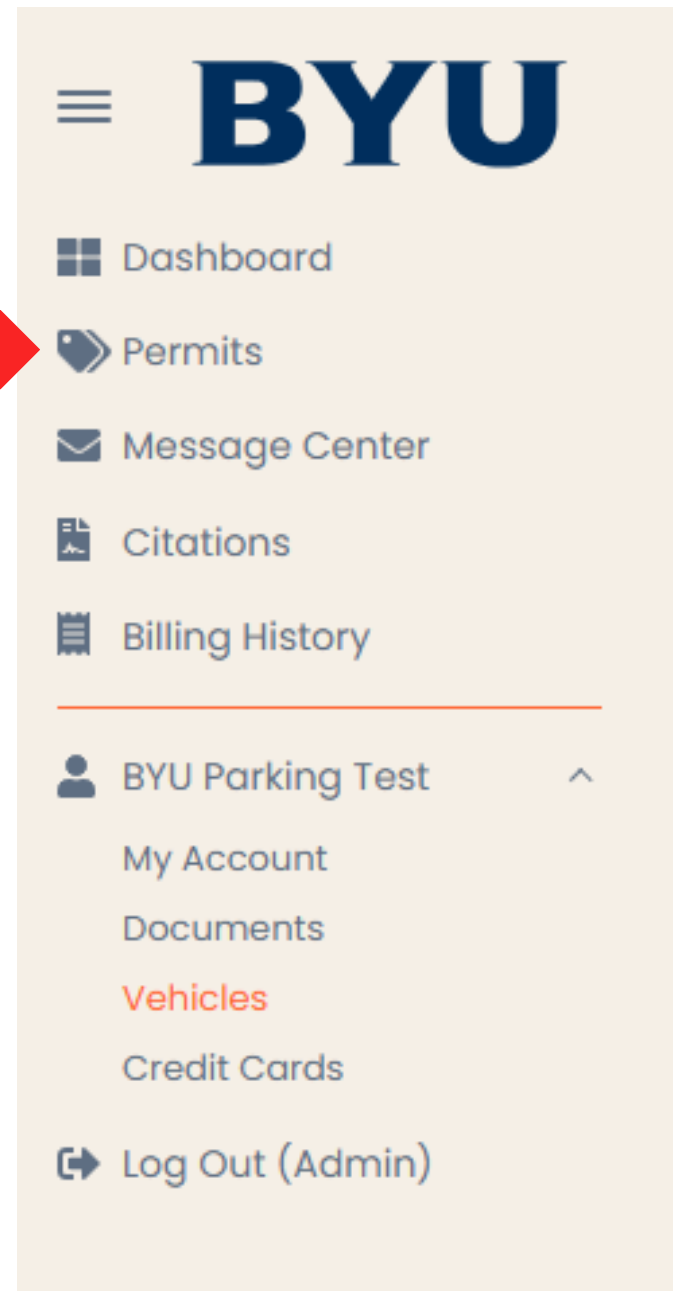 BYU
Dashboard
Permits
Message Center
Citations
Billing History
BYU Parking Test
My Account
Documents
Vehicles
Credit Cards
Log Out (Admin)